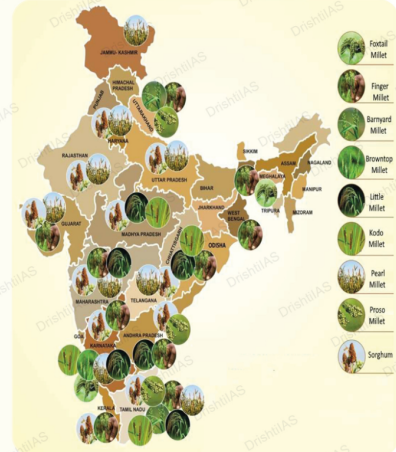 JAMMU- KASHMIR
HIMACHAL
PRADESH
PUNJAB
UTTARAKHAND
HARYANA
RAJASTHAN
UTTAR PRADESH
BIHAR
SIKKIM
ASSAM
NAGALAND
MEGHALAYA
MANIPUR
TRIPURA
MIZORAM
JHARKHAND
WEST
BENGAL
GUJARAT
MADHYA PRADESH
CHHATTISGARH
ODISHA
MAHARASHTRA
TELANGANA
GOA
KARNATAKA
ANDHRA PRADESH
KERALA
TAMIL NADU
Foxtail
Millet
Finger
Millet
Barnyard
Millet
Browntop
Millet
Little
Millet
Kodo
Millet
Pearl
Millet
Proso
Millet
Sorghum
DrishtiIAS